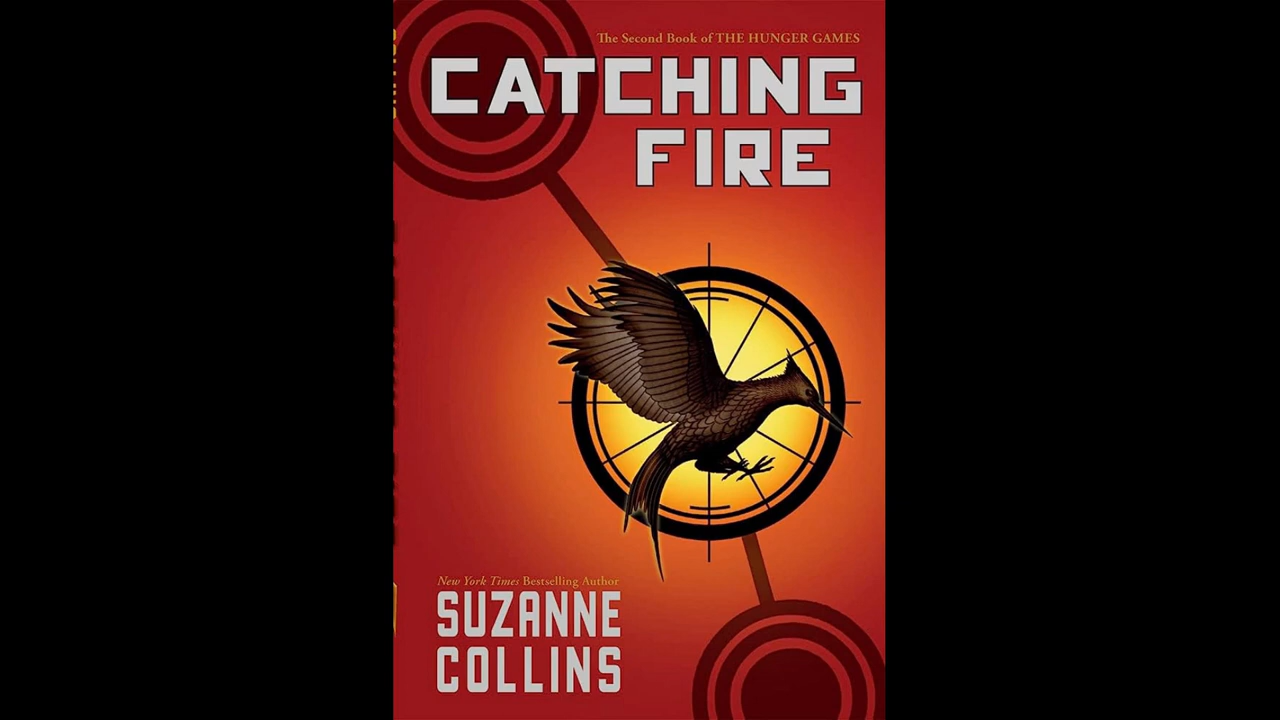 The Second Book of THE HUNGER GAMES
CATCHING
FIRE
New York Times Bestselling Author
SUZANNE
COLLINS